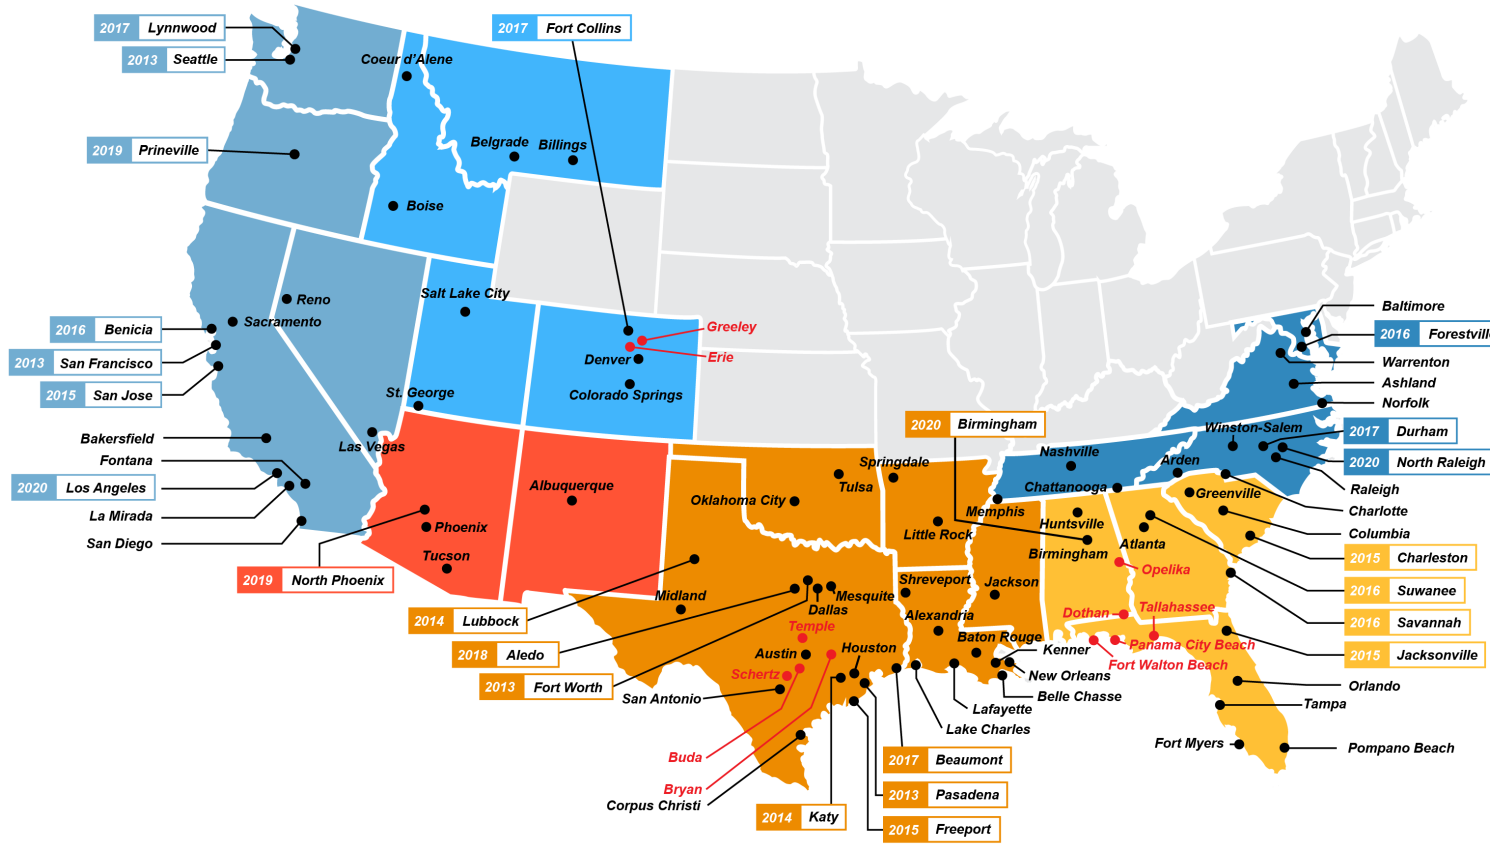 2017 Lynnwood
2013 Seattle
2017 Fort Collins
Coeur d’Alene
2019 Prineville
Belgrade
Billings
Boise
Salt Lake City
Reno
Sacramento
2016 Benicia
2013 San Francisco
2015 San Jose
Greeley
Erie
Denver
Colorado Springs
St. George
Las Vegas
Bakersfield
Fontana
2020 Los Angeles
La Mirada
San Diego
Phoenix
Tucson
2019 North Phoenix
Albuquerque
Baltimore
2016 Forestvill
Warrenton
Ashland
Norfolk
2017 Durham
2020 North Raleigh
Raleigh
Charlotte
Columbia
2015 Charleston
2016 Suwanee
2016 Savannah
2015 Jacksonville
Orlando
Tampa
Fort Myers
Pompano Beach
2020 Birmingham
Winston-Salem
Nashville
Arden
Chattanooga
Greenville
Memphis
Huntsville
Birmingham
Atlanta
Opelika
Dothan
Tallahassee
Panama City Beach
Fort Walton Beach
Springdale
Tulsa
Oklahoma City
Little Rock
Shreveport
Jackson
Alexandria
Baton Rouge
Kenner
New Orleans
Belle Chasse
Lafayette
Lake Charles
Midland
Mesquite
Dallas
Temple
Austin
Houston
Schertz
San Antonio
2014 Lubbock
2018 Aledo
2013 Fort Worth
Buda
Bryan
Corpus Christi
2014 Katy
2017 Beaumont
2013 Pasadena
2015 Freeport